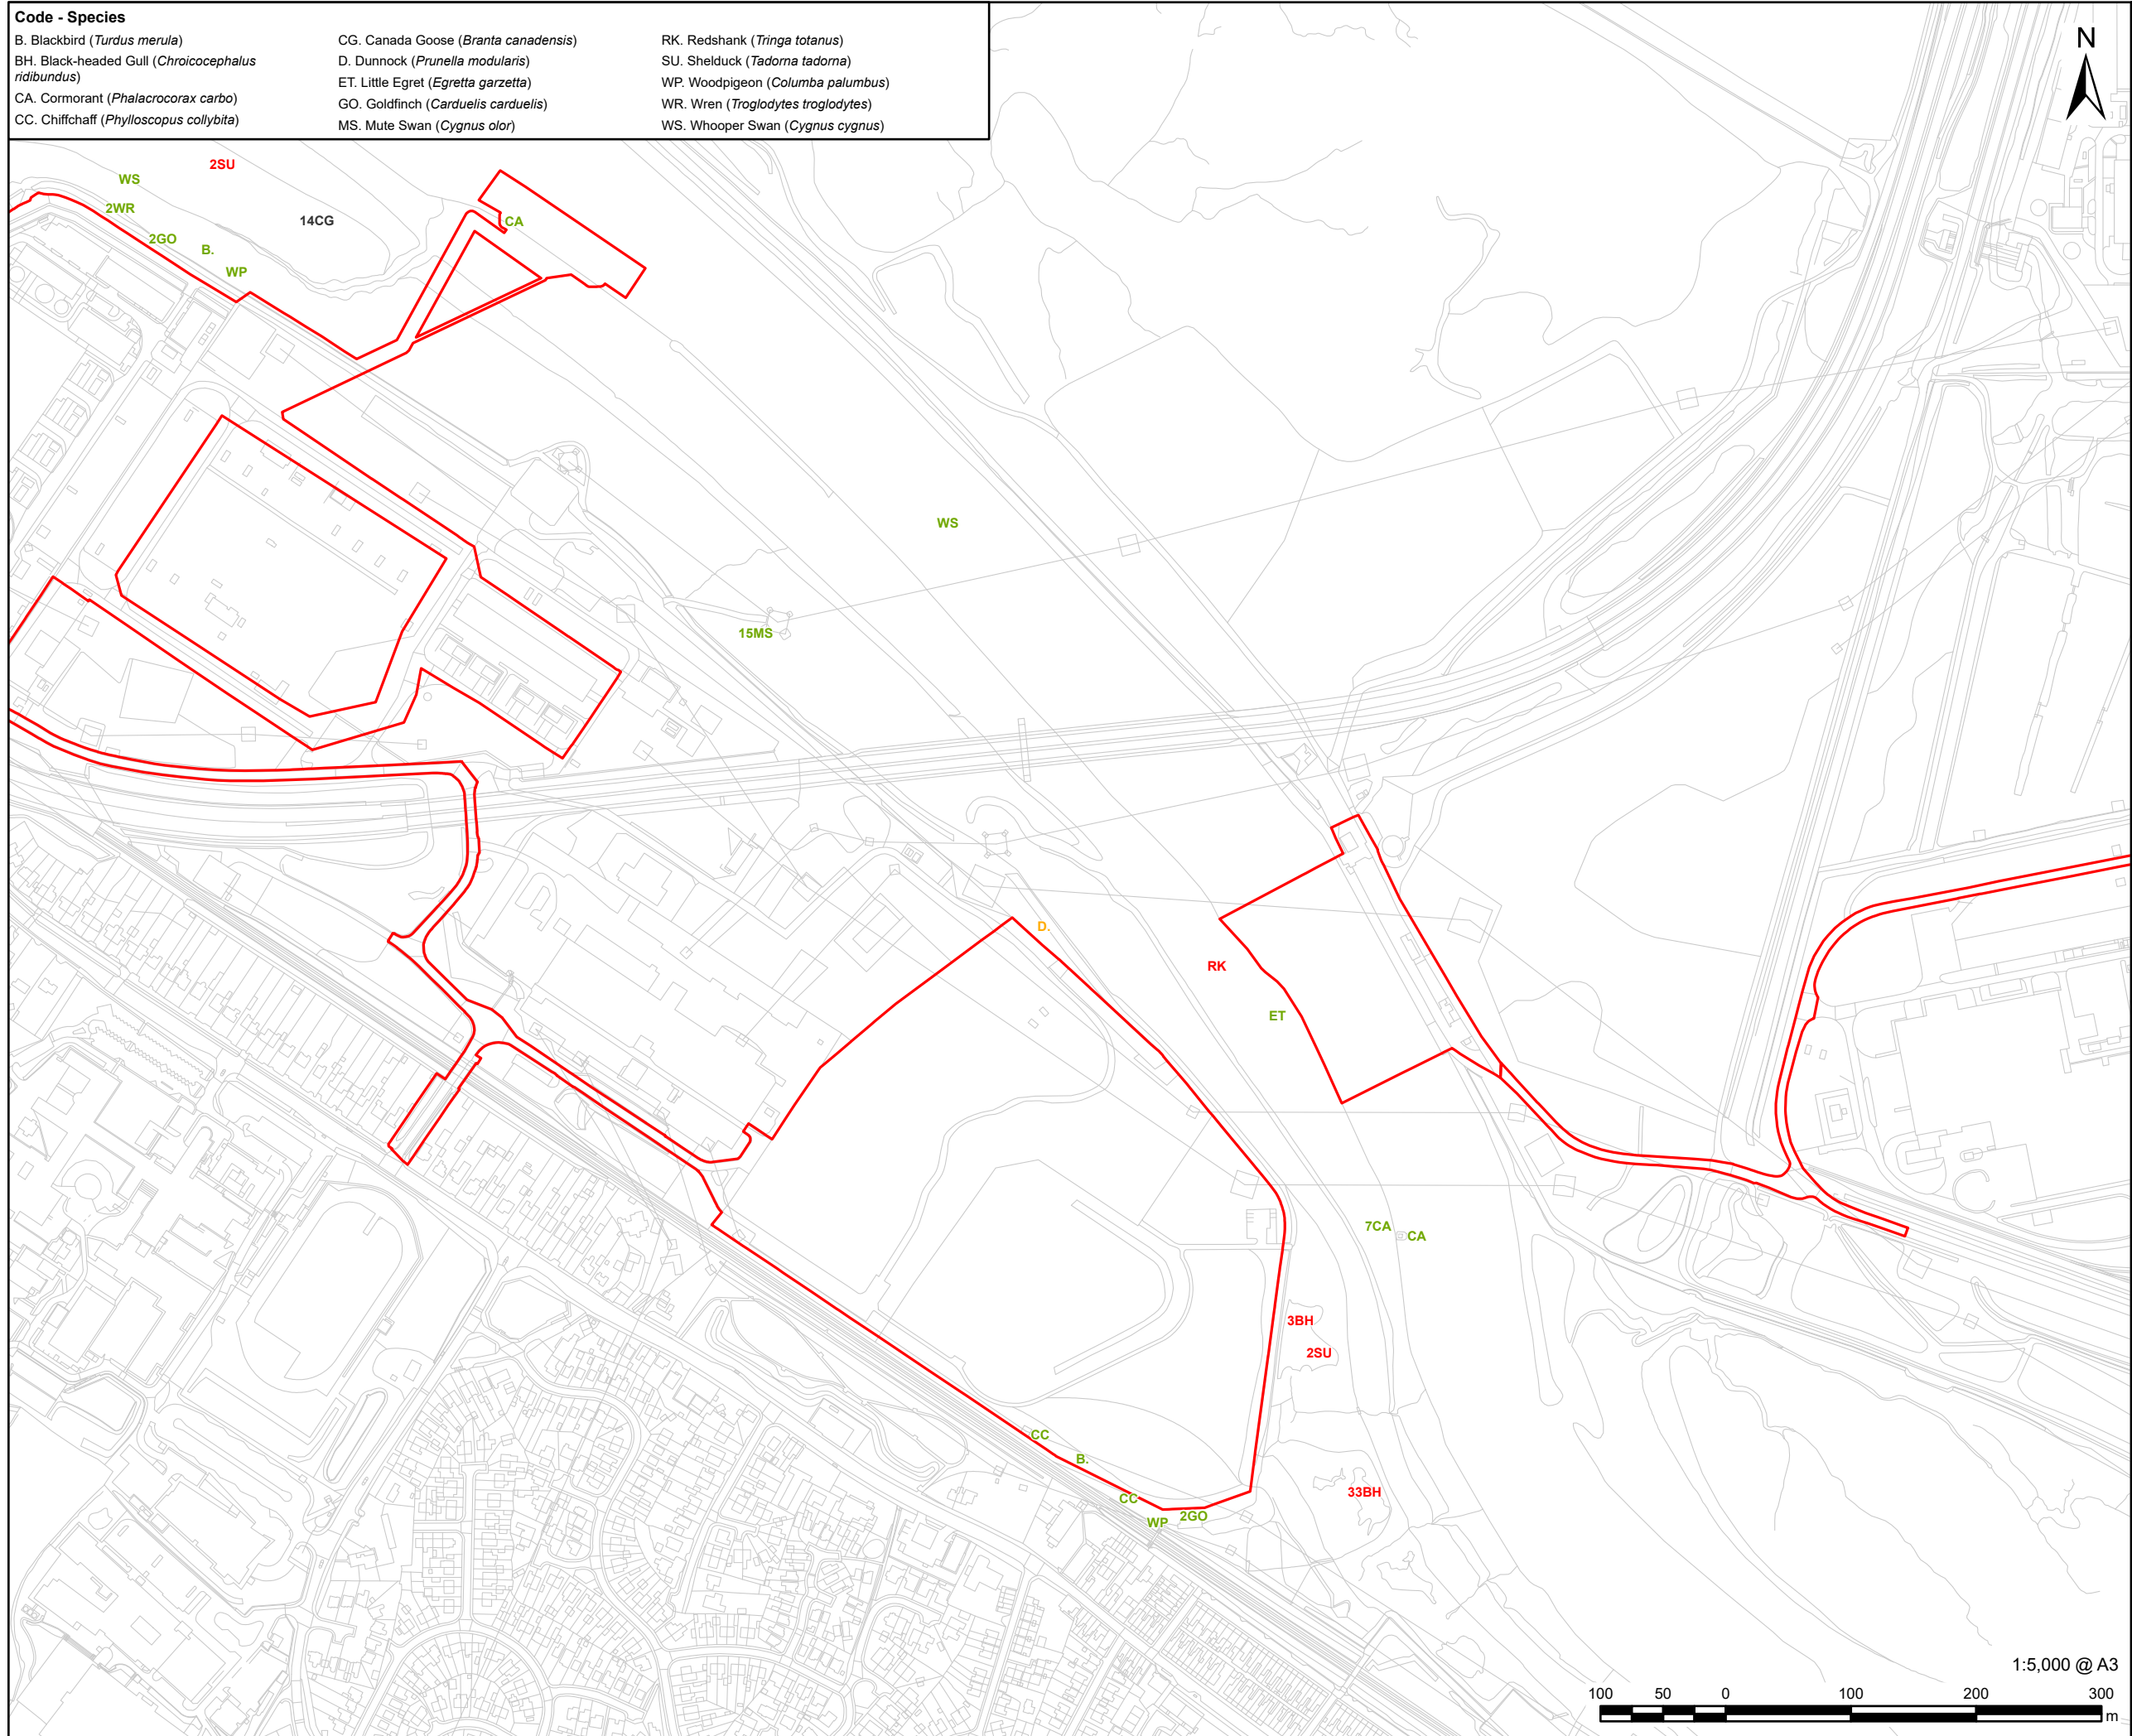 Code - Species
B. Blackbird (Turdus merula)
BH. Black-headed Gull (Chroicocephalus
ridibundus)
CA. Cormorant (Phalacrocorax carbo)
CC. Chiffchaff (Phylloscopus collybita)
CG. Canada Goose (Branta canadensis)
D. Dunnock (Prunella modularis)
ET. Little Egret (Egretta garzetta)
GO. Goldfinch (Carduelis carduelis)
MS. Mute Swan (Cygnus olor)
RK. Redshank (Tringa totanus)
SU. Shelduck (Tadorna tadorna)
WP. Woodpigeon (Columba palumbus)
WR. Wren (Troglodytes troglodytes)
WS. Whooper Swan (Cygnus cygnus)
N
2SU
WS
2WR
14CG
CA
2GO
B.
WP
WS
15MS
D.
RK
ET
7CA
CA
3BH
2SU
CC
B.
33BH
CC
2GO
WP
1:5,000 @ A3
100 50 0 100 200 300
m